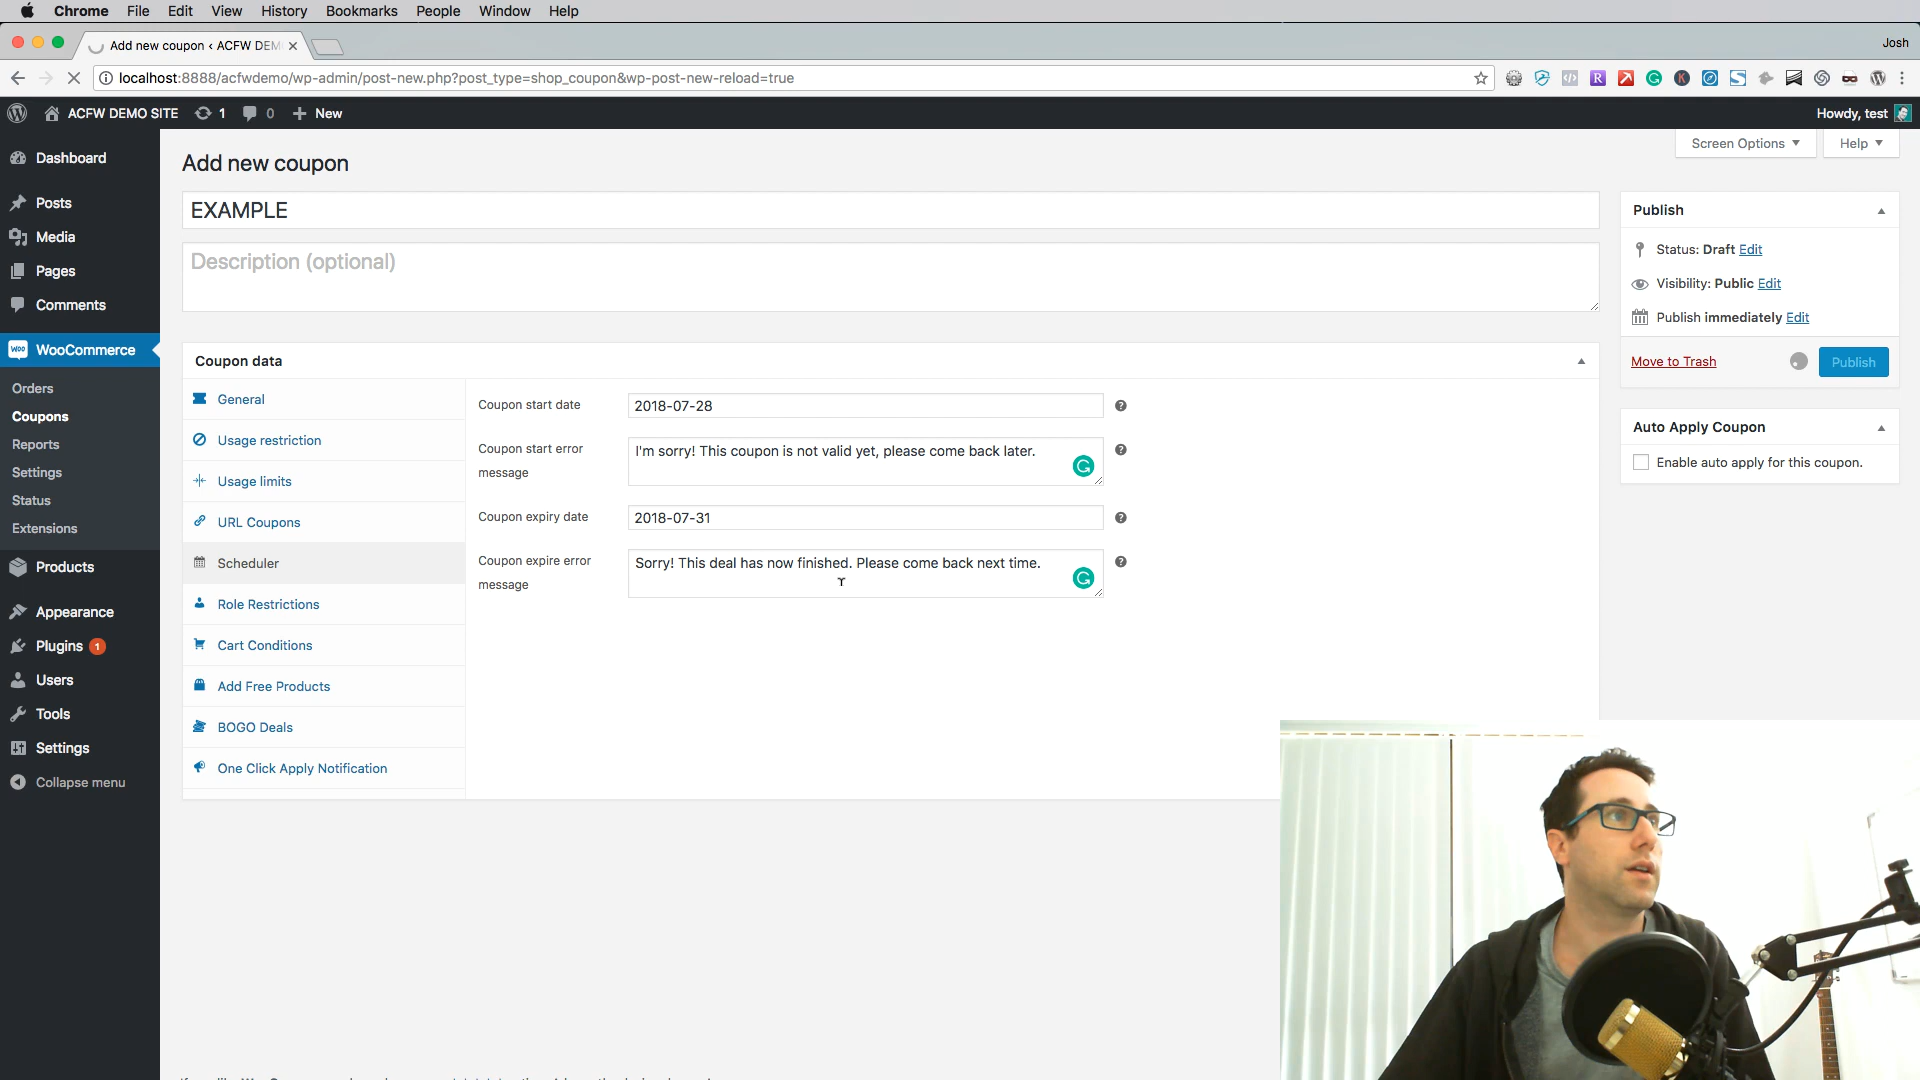 Chrome File Edit View History Bookmarks People Window Help
Add new coupon ‹ ACFW DEM
Josh
localhost:8888/acfwdemo/wp-admin/post-new.php?post_type=shop_coupon&wp-post-new-reload=true
ACFW DEMO SITE 1 0 New
Howdy, test
Screen Options
Help
Dashboard
Posts
Media
Pages
Comments
WooCommerce
Orders
Coupons
Reports
Settings
Status
Extensions
Products
Appearance
Plugins 1
Users
Tools
Settings
Collapse menu
Add new coupon
EXAMPLE
Description (optional)
Coupon data
General
Usage restriction
Usage limits
URL Coupons
Scheduler
Role Restrictions
Cart Conditions
Add Free Products
BOGO Deals
One Click Apply Notification
Coupon start date
2018-07-28
Coupon start error
message
I'm sorry! This coupon is not valid yet, please come back later.
Coupon expiry date
2018-07-31
Coupon expire error
message
Sorry! This deal has now finished. Please come back next time.
Publish
Status: Draft Edit
Visibility: Public Edit
Publish immediately Edit
Move to Trash
Publish
Auto Apply Coupon
Enable auto apply for this coupon.